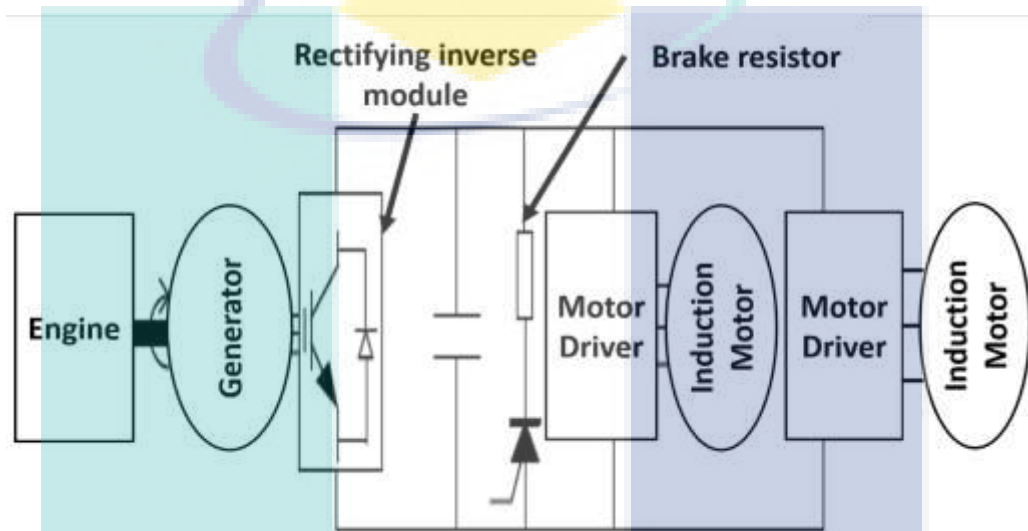 Rectifying inverse
module
Brake resistor
Engine
Generator
Motor
Driver
Induction
Motor
Motor
Driver
Induction
Motor